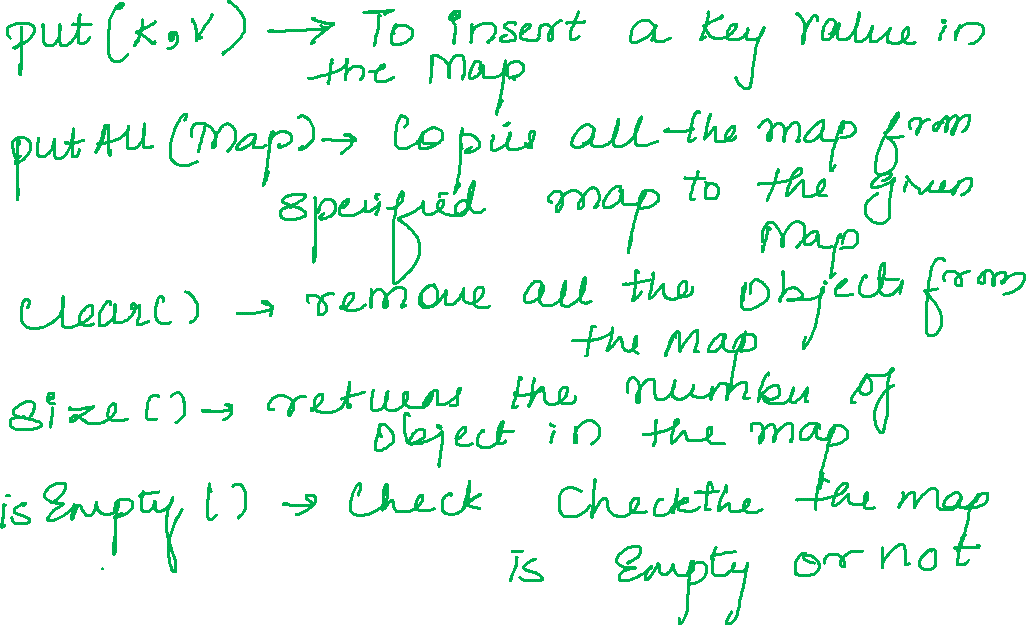 put (K,V) → To insert a key value in
the Map
putAll (Map) → Copies all the map from
specified map to the given
Map
clear() → remove all the Objects from
the Map
size () → returns the number of
Object in the map
isEmpty () → Check Checkthe the map
is Empty or not